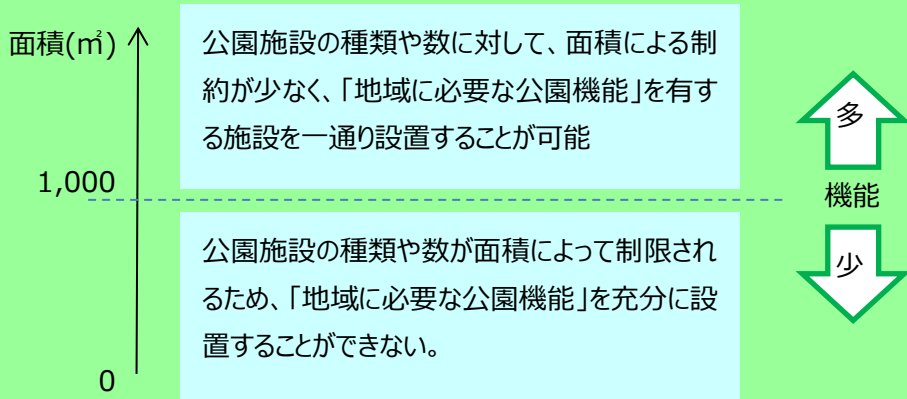 面積(㎡)
公園施設の種類や数に対して、面積による制
約が少なく、「地域に必要な公園機能」を有す
る施設を一通り設置することが可能
多
1,000
機能
公園施設の種類や数が面積によって制限され
るため、「地域に必要な公園機能」を充分に設
置することができない。
少
0